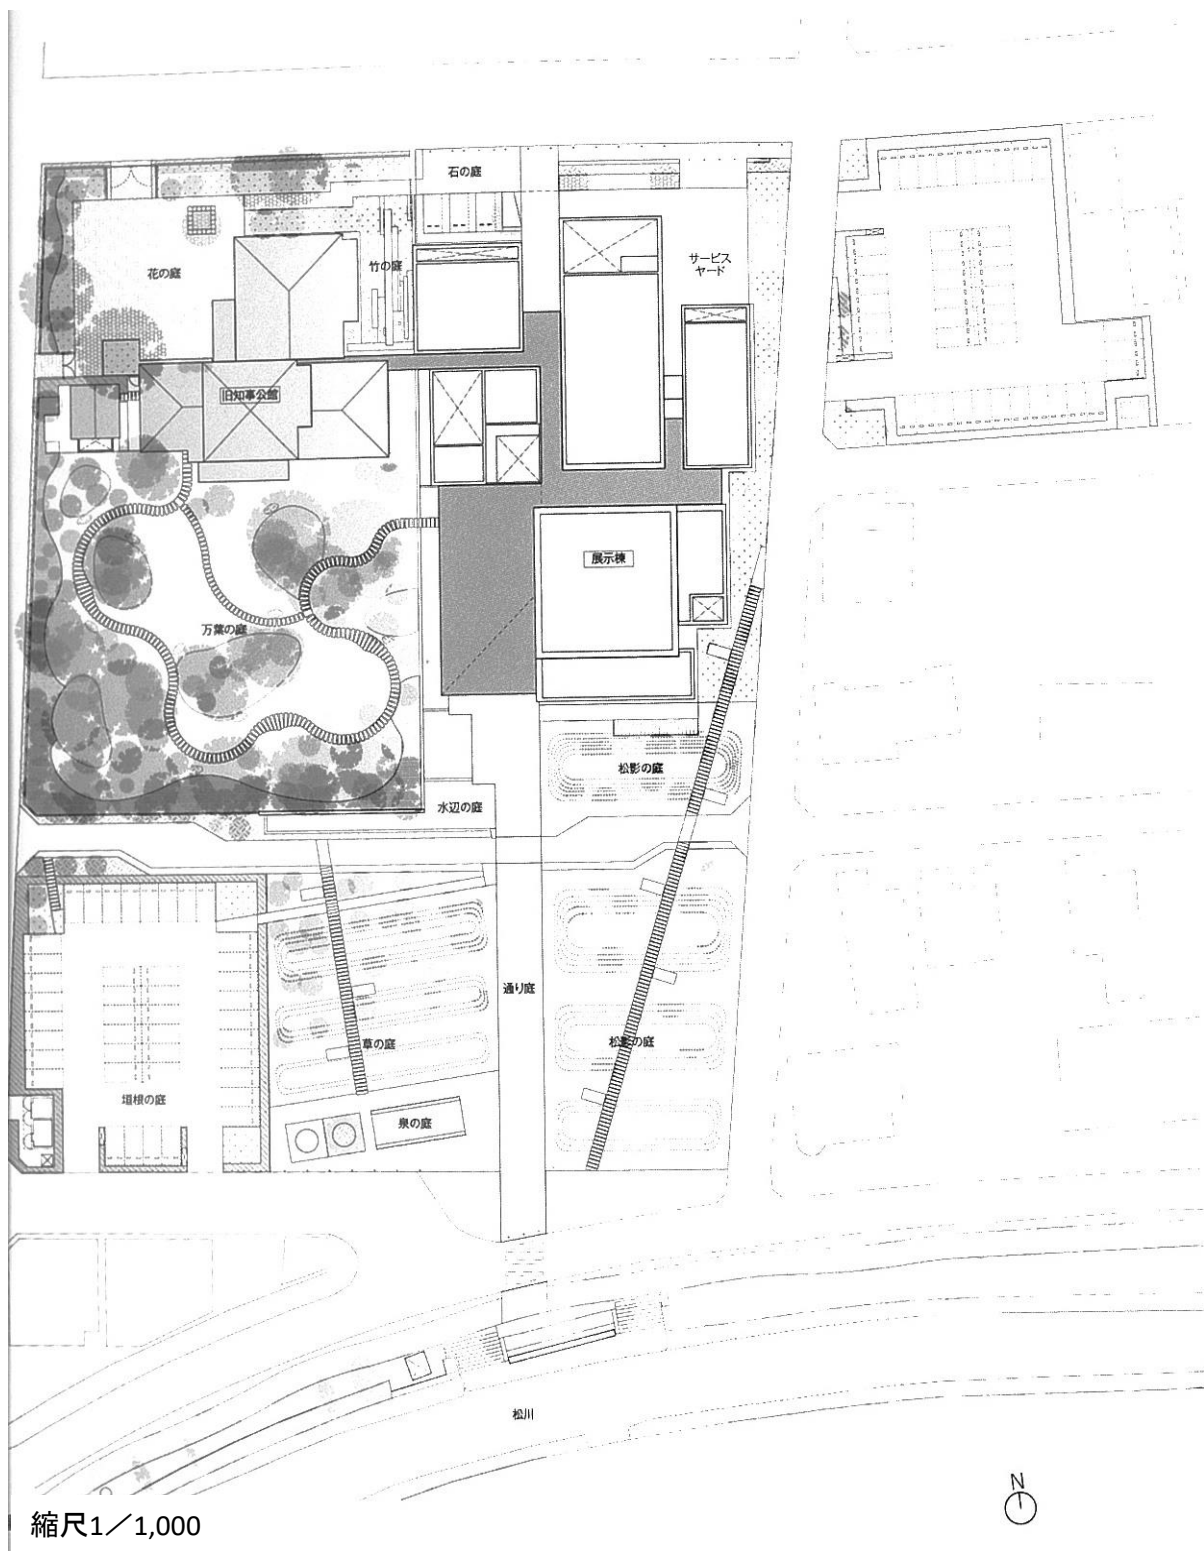 石の庭
サービス
ヤード
花の庭
竹の庭
旧知事公館
展示棟
万葉の庭
松影の庭
水辺の庭
通り庭
草の庭
松影の庭
垣根の庭
泉の庭
松川
N
縮尺1／1,000